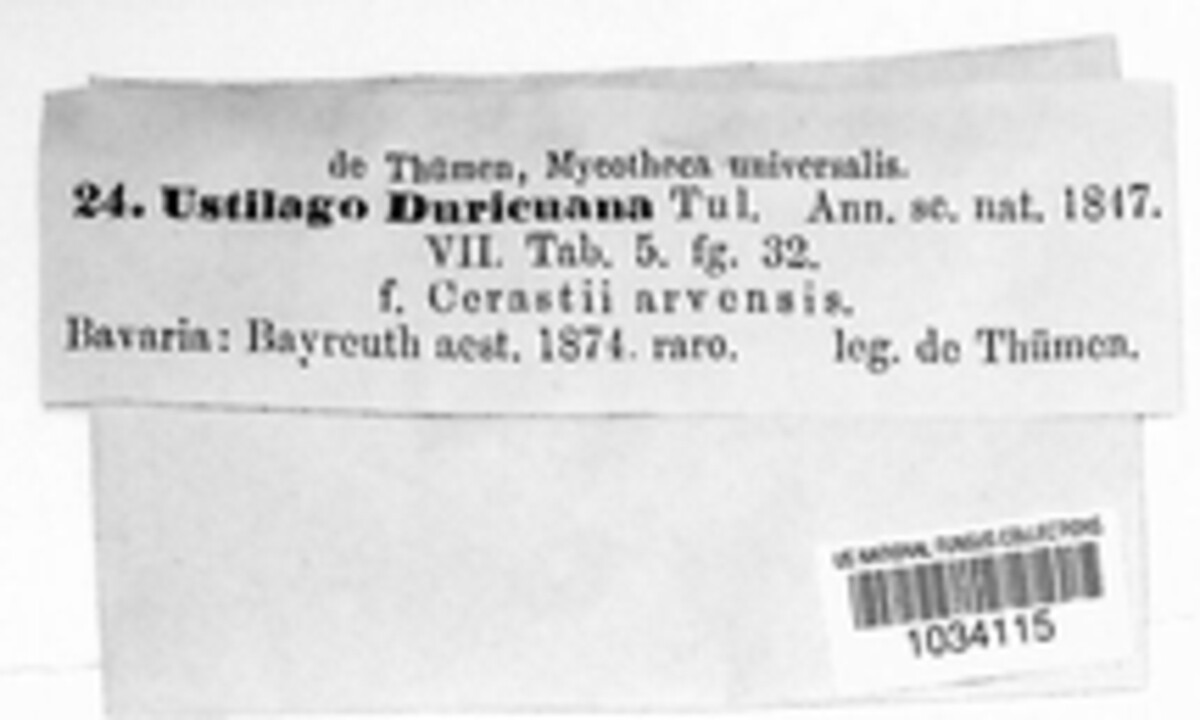 de Thümen, Mycotheca universalis.
24. Ustilago Duricuana Tul. Ann. sc. nat. 1847.
VII. Tab. 5. fg. 32.
f. Cerastii arvensis.
Bavaria: Bayreuth aest. 1874. raro. leg. de Thümen.
US NATIONAL FUNGUS COLLECTIONS
1034115